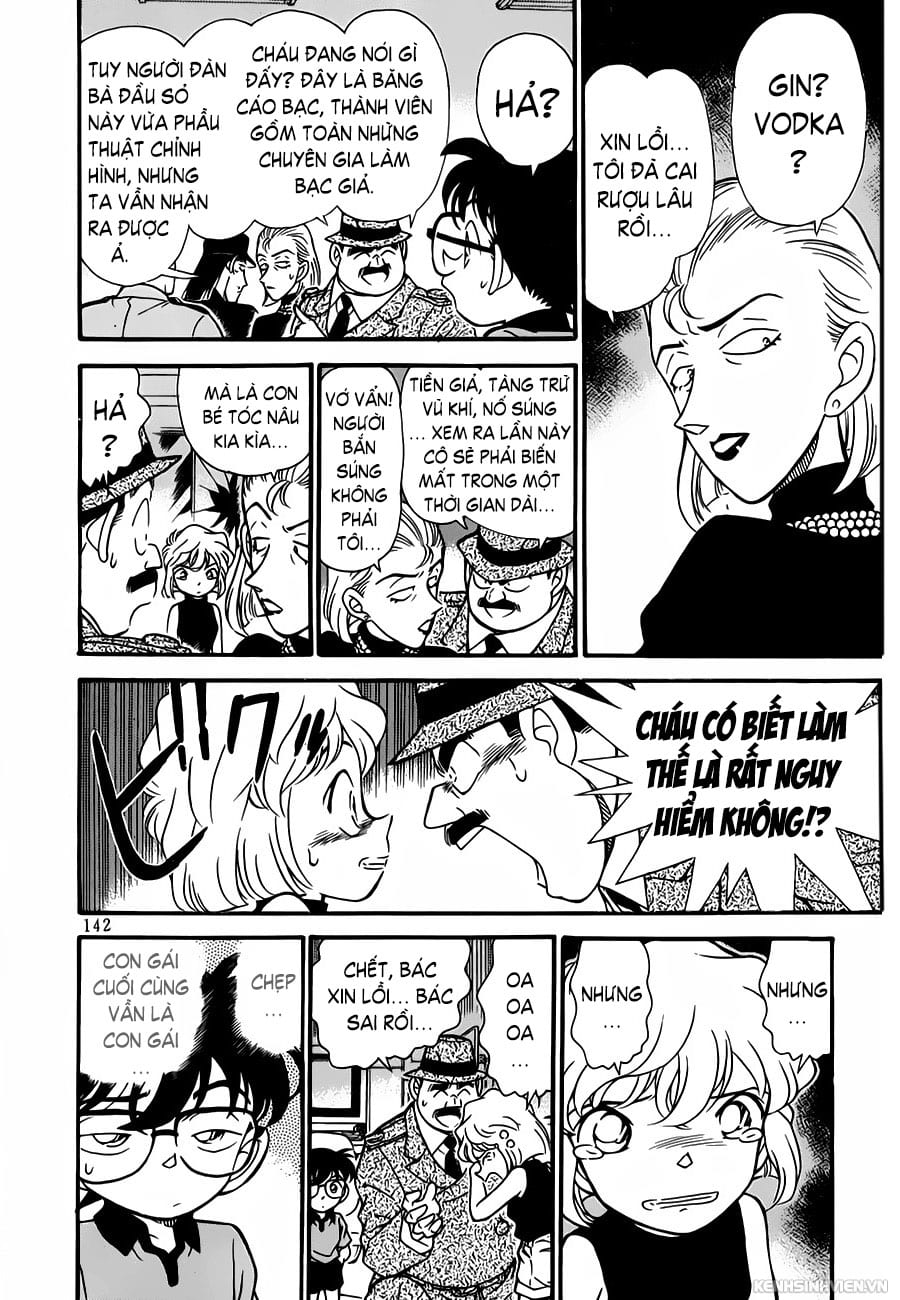 GIN?
VODKA
?
XIN LỖI...
TÔI ĐÃ CAI
RƯỢU LÂU
RỒI...
HẢ?
CHÁU ĐANG NÓI GÌ
ĐẤY? ĐÂY LÀ BĂNG
CÁO BẠC, THÀNH VIÊN
GỒM TOÀN NHỮNG
CHUYÊN GIA LÀM
BẠC GIẢ.
TUY NGƯỜI ĐÀN
BÀ ĐẦU SỎ
NÀY VỪA PHẪU
THUẬT CHỈNH
HÌNH, NHƯNG
TA VẪN NHẬN
RA ĐƯỢC
Ả.
TIỀN GIẢ, TÀNG TRỮ
VŨ KHÍ, NỔ SÚNG
... XEM RA LẦN NÀY
CÔ SẼ PHẢI BIẾN
MẤT TRONG MỘT
THỜI GIAN DÀI...
VỚ VẨN!
NGƯỜI
BẮN
SÚNG
KHÔNG
PHẢI
TÔI...
MÀ LÀ CON
BÉ TÓC NÂU
KIA KÌA...
HẢ
?
CHÁU CÓ BIẾT LÀM
THẾ LÀ RẤT NGUY
HIỂM KHÔNG!?
ビクッ
142
NHƯNG
...
NHƯNG
...
OA
OA
OA
...
CHẾT, BÁC
XIN LỖI... BÁC
SAI RỒI...
CHẸP
...
CON GÁI
CUỐI CÙNG
VẪN LÀ
CON GÁI
...
KENHSINHVIEN.VN